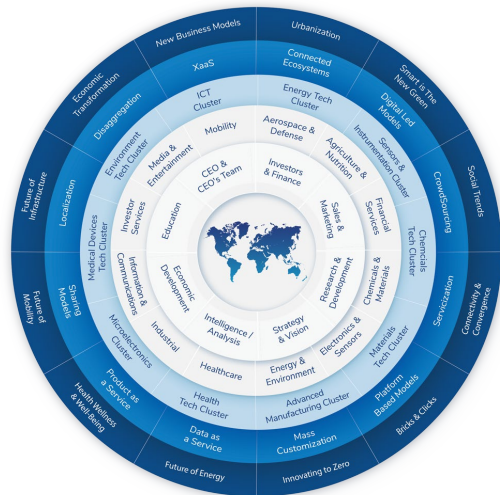 New Business Models
Urbanization
Smart is The
New Green
Social Trends
Connectivity &
Convergence
Bricks & Clicks
Innovating to Zero
Future of Energy
Health Wellness
& Well-Being
Future of
Mobility
Future of
Infrastructure
Economic
Transformation
XaaS
Connected
Ecosystems
Digital Led
Models
CrowdSourcing
Servicization
Platform
Based Models
Mass
Customization
Data as
a Service
Product as
a Service
Sharing
Models
Localization
Disaggregation
ICT
Cluster
Energy Tech
Cluster
Sensors &
Instrumentation Cluster
Chemcials
Tech Cluster
Materials
Tech Cluster
Advanced
Manufacturing Cluster
Health
Tech Cluster
Microelectronics
Cluster
Medical Devices
Tech Cluster
Environment
Tech Cluster
Mobility
Aerospace &
Defense
Agriculture &
Nutrition
Financial
Services
Chemicals &
Materials
Electronics &
Sensors
Energy &
Environment
Healthcare
Industrial
Information &
Communications
Investor
Services
Media &
Entertainment
CEO &
CEO's Team
Investors
& Finance
Sales &
Marketing
Research &
Development
Strategy
& Vision
Intelligence /
Analysis
Economic
Development
Education